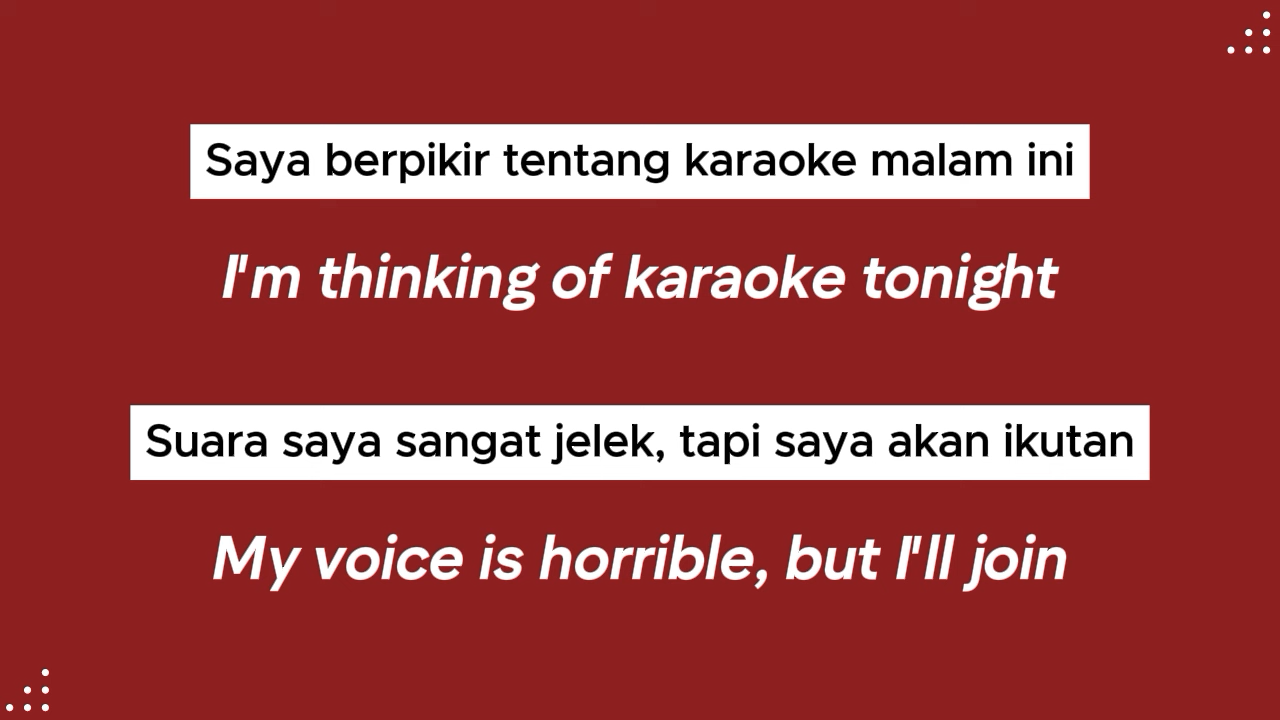 Saya berpikir tentang karaoke malam ini
I'm thinking of karaoke tonight
Suara saya sangat jelek, tapi saya akan ikutan
My voice is horrible, but I'll join